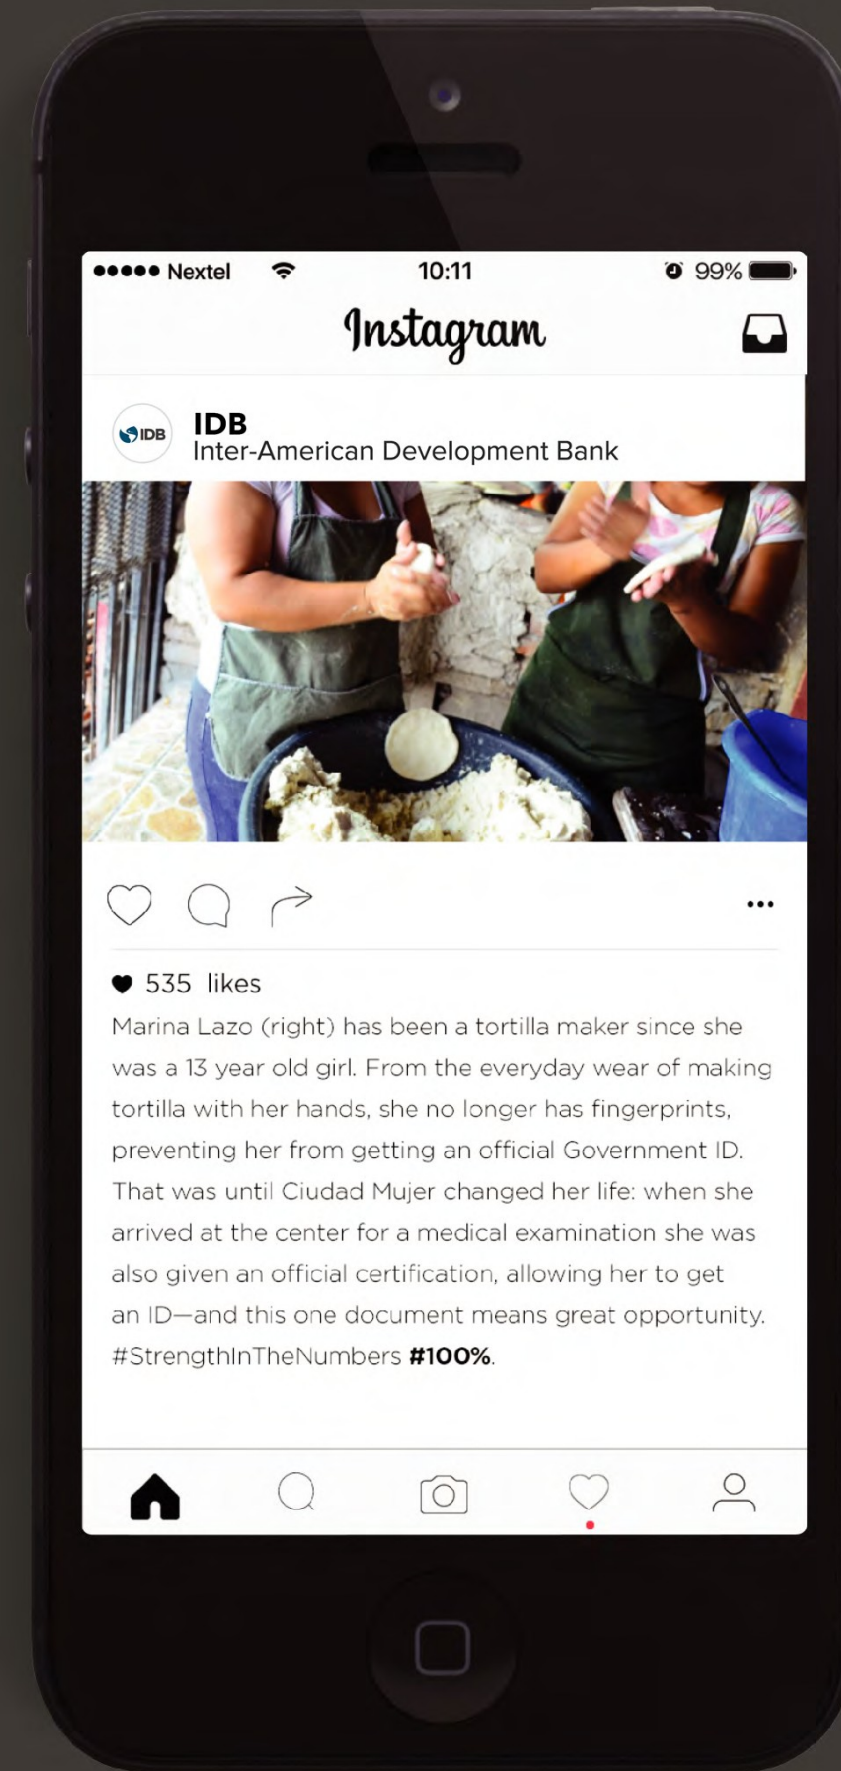 Nextel 10:11 99%
Instagram
IDB
IDB
Inter-American Development Bank
535 likes
Marina Lazo (right) has been a tortilla maker since she
was a 13 year old girl. From the everyday wear of making
tortilla with her hands, she no longer has fingerprints,
preventing her from getting an official Government ID.
That was until Ciudad Mujer changed her life: when she
arrived at the center for a medical examination she was
also given an official certification, allowing her to get
an ID—and this one document means great opportunity.
#StrengthInTheNumbers #100%.